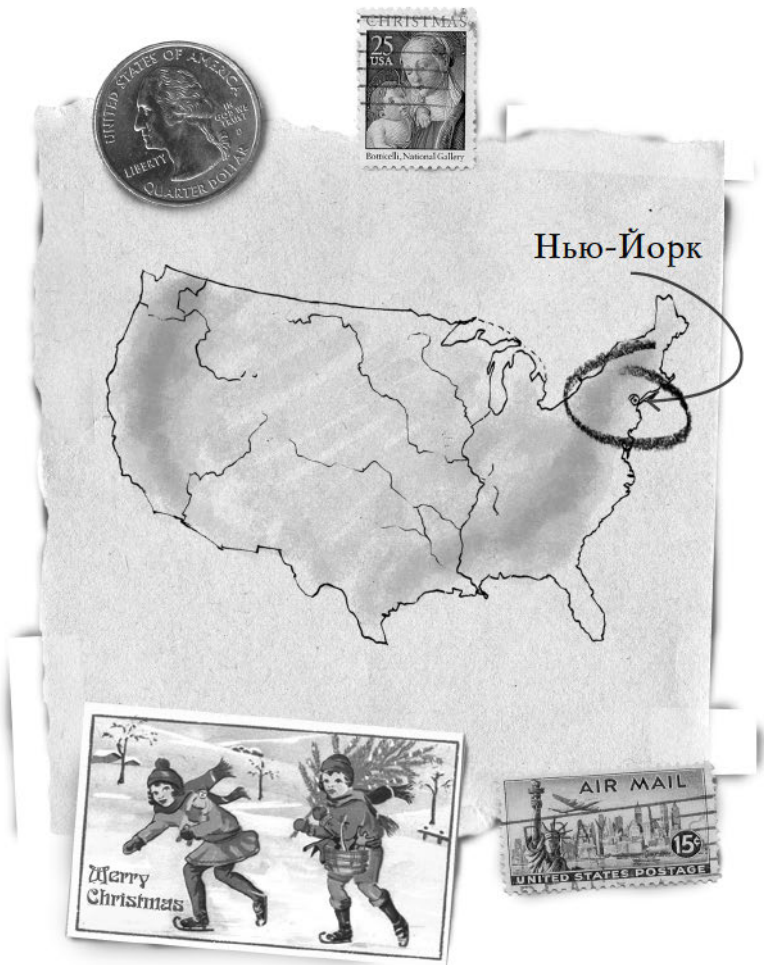 UNITED STATES OF AMERICA
IN
GOD WE
TRUST
D
LIBERTY
QUARTER DOLLAR
CHRISTMAS
25
USA
Botticelli, National Gallery
Нью-Йорк
Merry
Christmas
AIR MAIL
15¢
UNITED STATES POSTAGE